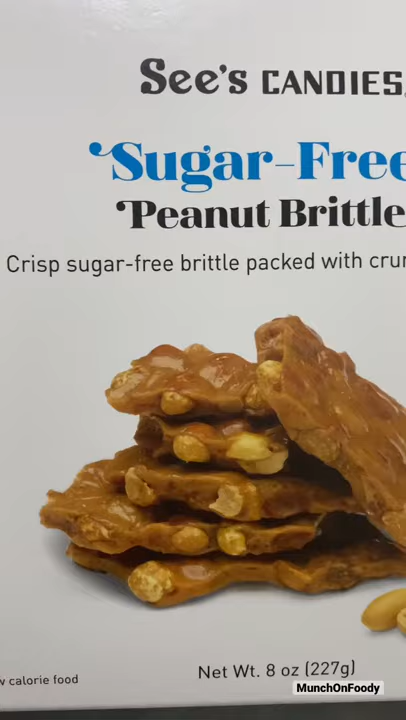 See's CANDIES
Sugar-Free
Peanut Brittle
Crisp sugar-free brittle packed with
calorie food
Net Wt. 8 oz (227g)
MunchOnFoody